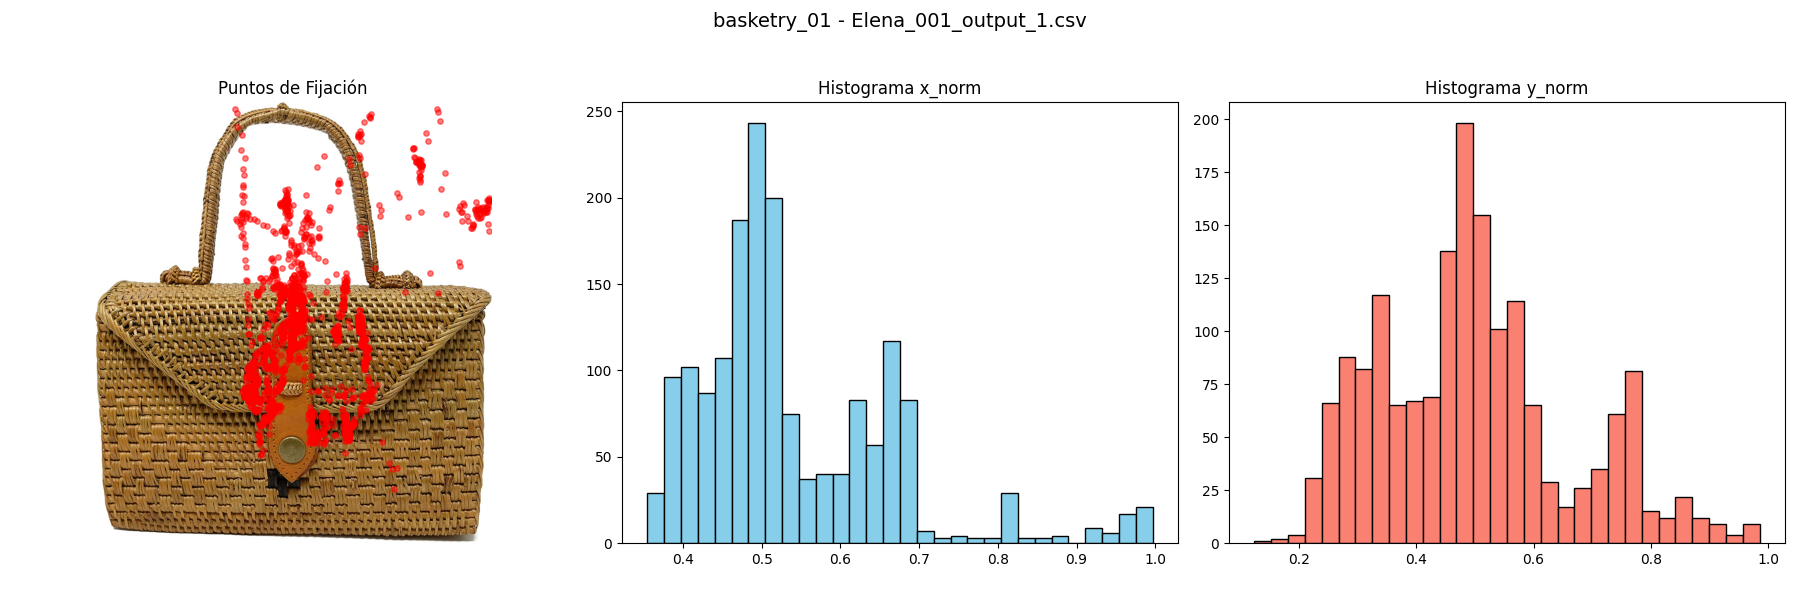 basketry_01 - Elena_001_output_1.csv
Puntos de Fijación
Histograma x_norm
Histograma y_norm
250
200
150
100
50
0
0.4 0.5 0.6 0.7 0.8 0.9 1.0
200
175
150
125
100
75
50
25
0
0.2 0.4 0.6 0.8 1.0